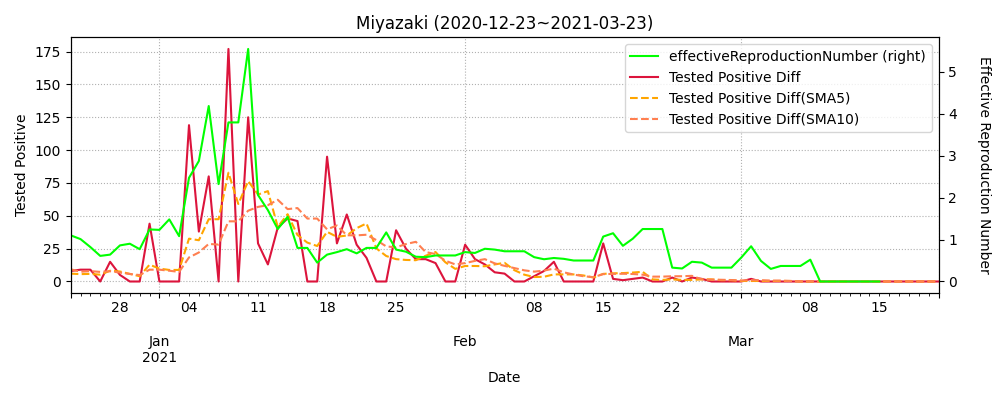 Miyazaki (2020-12-23~2021-03-23)
effectiveReproductionNumber (right)
Tested Positive Diff
Tested Positive Diff(SMA5)
Tested Positive Diff(SMA10)
Tested Positive
175
150
125
100
75
50
25
0
5
4
3
2
1
0
Effective Reproduction Number
28 04 11 18 25 08 15 22 08 15
Jan Feb Mar
2021
Date